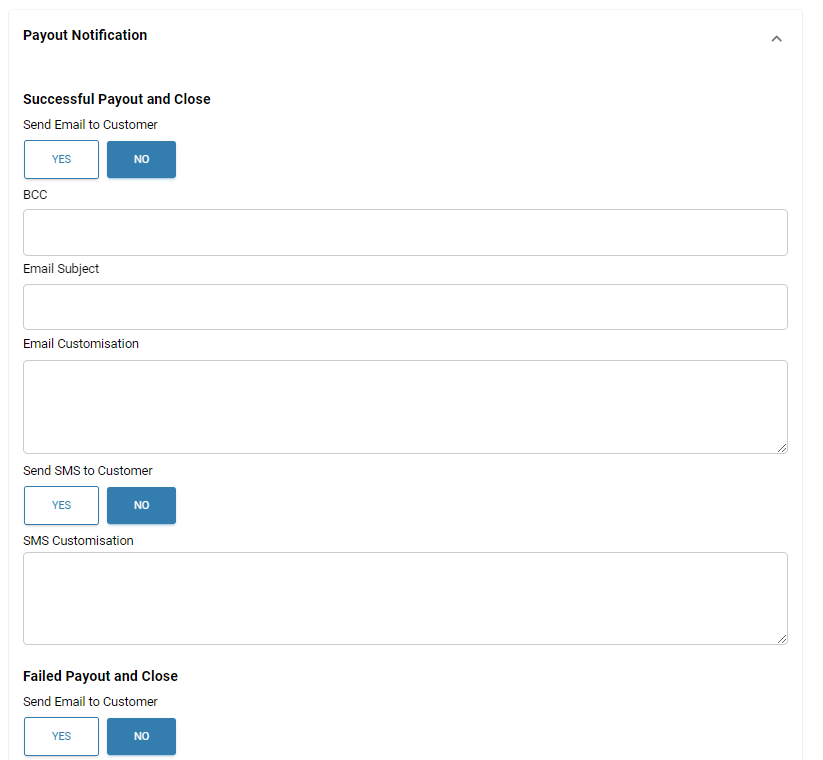 Payout Notification
Successful Payout and Close
Send Email to Customer
YES NO
BCC
Email Subject
Email Customisation
Send SMS to Customer
YES NO
SMS Customisation
Failed Payout and Close
Send Email to Customer
YES NO